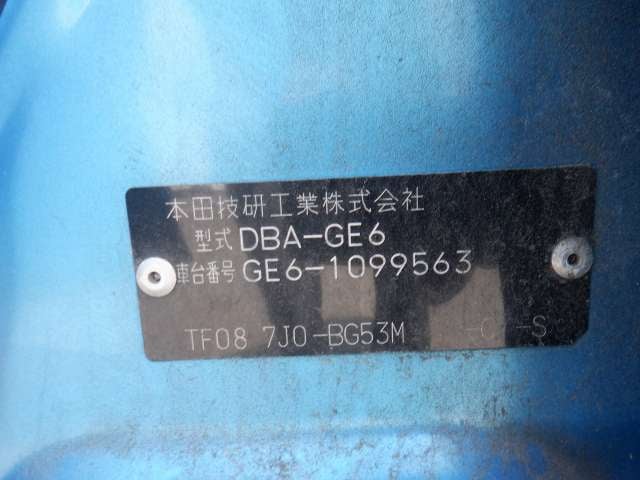 本田技研工業株式会社
型式 DBA-GE6
車台番号 GE6-1099563
TF08 7J0-BG53M -C -S